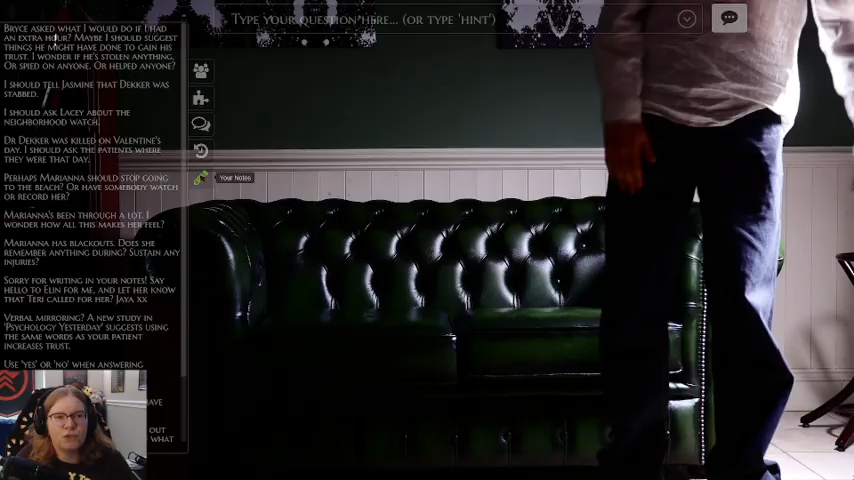 Type your question here... (or type 'hint')
Bryce asked what I would do if I had
an extra hour? Maybe I should suggest
things he might have done to gain his
trust. I wonder if he's stolen anything.
Or spied on anyone. Or helped anyone?
I should tell Jasmine that Dekker was
stabbed.
I should ask Lacey about the
neighborhood watch.
Dr Dekker was killed on Valentine's
Day. I should ask the patients where
they were that day.
Perhaps Marianna should stop going
to the beach? Or have somebody watch
or record her?
Marianna's been through a lot. I
wonder how all this makes her feel?
Marianna has blackouts. Does she
remember anything during? Sustain any
injuries?
Sorry for writing in your notes! Say
hello to Elin for me, and let her know
that Teri called for her? Jaya xx
Verbal mirroring? A new study in
'Psychology Yesterday' suggests using
the same words as your patient
increases trust.
Use 'yes' or 'no' when answering
Your Notes